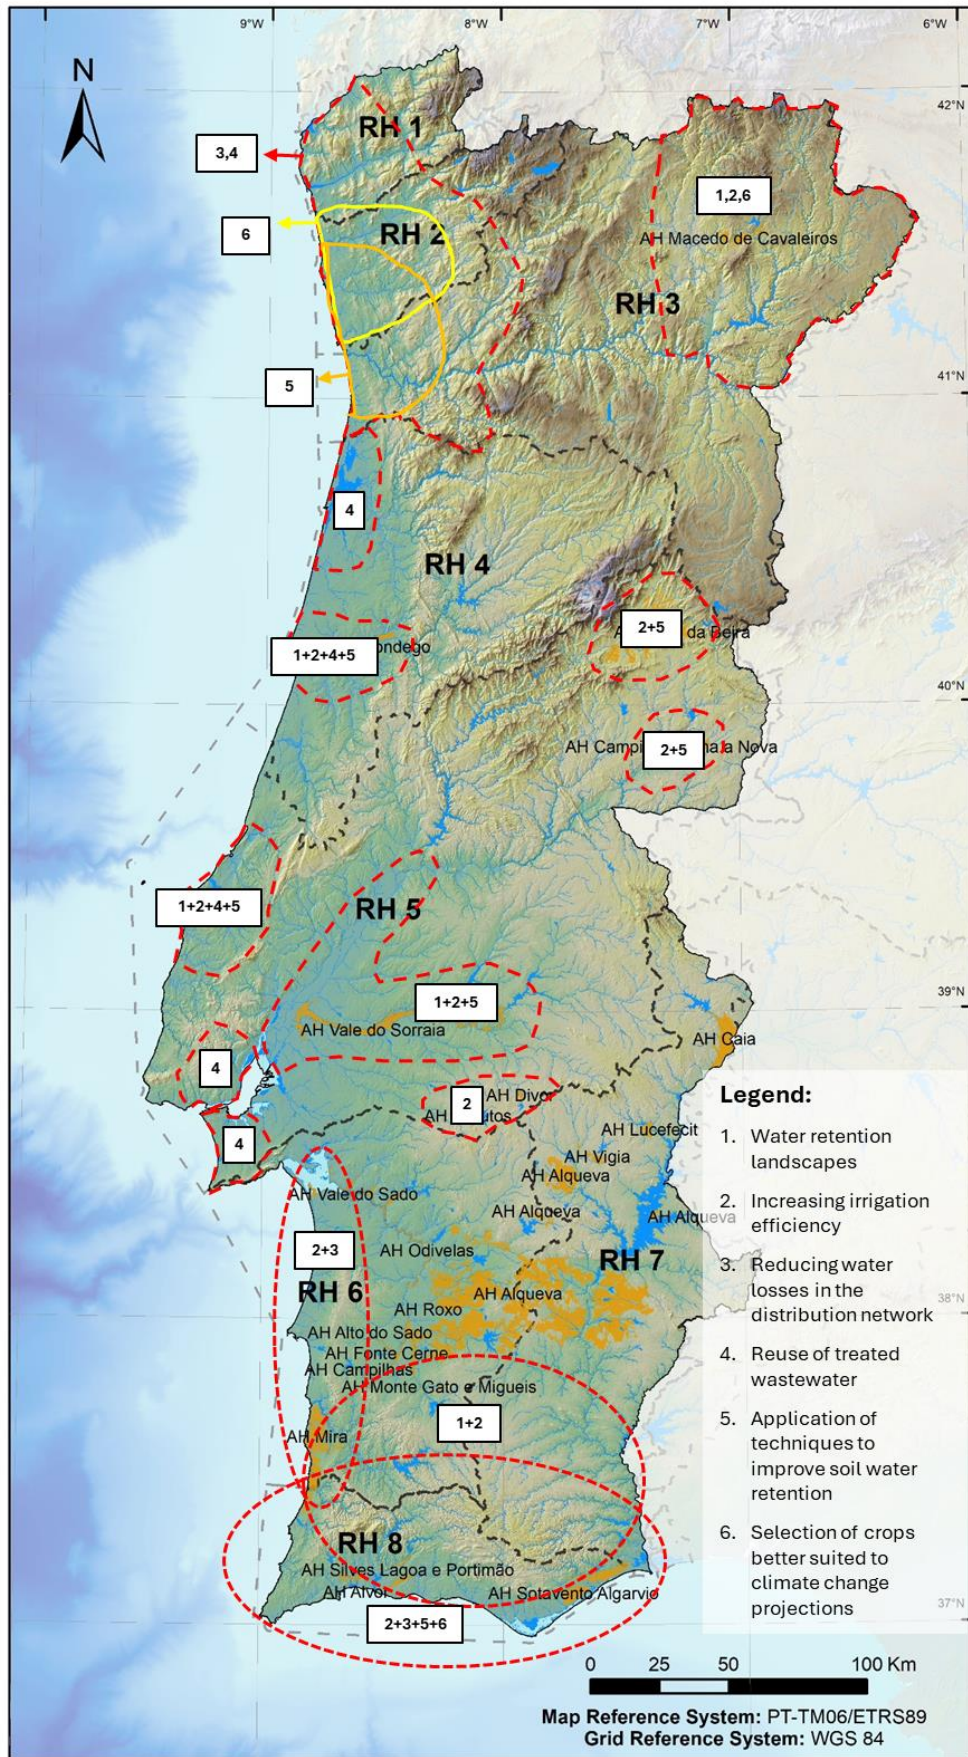 9°W
8°W
7°W
6°W
N
42°N
RH 1
3,4
1,2,6
6
RH 2
AH Macedo de Cavaleiros
RH 3
5
41°N
4
RH 4
2+5
da Beira
1+2+4+5
ondego
40°N
AH Campi
2+5
a Nova
1+2+4+5
RH 5
1+2+5
39°N
AH Vale do Sorraia
AH Caia
4
2
AH Divor
4
AH Lucefecit
AH Vigia
AH Alqueva
AH Vale do Sado
AH Alqueva
AH Alqueva
2+3
AH Odivelas
RH 7
RH 6
AH Alqueva
AH Roxo
38°N
AH Alto do Sado
AH Fonte Cerne
AH Campilhas
AH Monte Gato e Migueis
1+2
AH Mira
RH 8
AH Silves Lagoa e Portimão
AH Alvor
AH Sotavento Algarvio
37°N
2+3+5+6
Legend:
1. Water retention
landscapes
2. Increasing irrigation
efficiency
3. Reducing water
losses in the
distribution network
4. Reuse of treated
wastewater
5. Application of
techniques to
improve soil water
retention
6. Selection of crops
better suited to
climate change
projections
0 25 50 100 Km
Map Reference System: PT-TM06/ETRS89
Grid Reference System: WGS 84